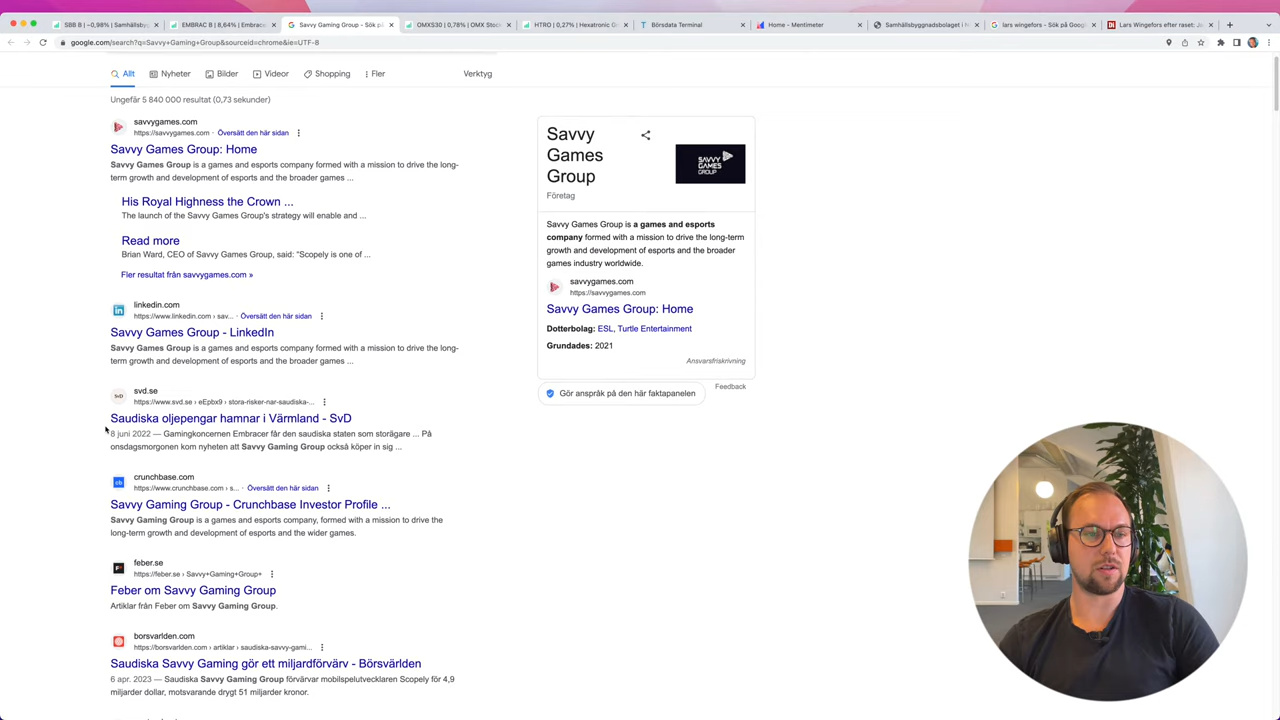 SBB B | −0,98% | Samhällsby
EMBRAC B | 8,64% | Embrace
Savvy Gaming Group - Sök på
OMXS30 | 0,78% | OMX Stock
HTRO | 0,27% | Hexatronic Gr
Börsdata Terminal
Home - Mentimeter
Samhällsbyggnadsbolaget i N
lars wingefors - Sök på Goog
Lars Wingefors efter raset: J
google.com/search?q=Savvy+Gaming+Group&sourceid=chrome&ie=UTF-8
Allt
Nyheter
Bilder
Videor
Shopping
Fler
Verktyg
Ungefär 5 840 000 resultat (0,73 sekunder)
savvygames.com
https://savvygames.com · Översätt den här sidan
Savvy Games Group: Home
Savvy Games Group is a games and esports company formed with a mission to drive the long-
term growth and development of esports and the broader games ...
His Royal Highness the Crown ...
The launch of the Savvy Games Group's strategy will enable and ...
Read more
Brian Ward, CEO of Savvy Games Group, said: “Scopely is one of ...
Fler resultat från savvygames.com »
linkedin.com
https://www.linkedin.com › sav... · Översätt den här sidan
Savvy Games Group - LinkedIn
Savvy Games Group is a games and esports company formed with a mission to drive the long-
term growth and development of esports and the broader games ...
SvD
svd.se
https://www.svd.se › eEpbx9 › stora-risker-nar-saudiska-...
Saudiska oljepengar hamnar i Värmland - SvD
8 juni 2022 — Gamingkoncernen Embracer får den saudiska staten som storägare ... På
onsdagsmorgonen kom nyheten att Savvy Gaming Group också köper in sig ...
cb
crunchbase.com
https://www.crunchbase.com › s... · Översätt den här sidan
Savvy Gaming Group - Crunchbase Investor Profile ...
Savvy Gaming Group is a games and esports company, formed with a mission to drive the
long-term growth and development of esports and the wider games.
feber.se
https://feber.se › Savvy+Gaming+Group+
Feber om Savvy Gaming Group
Artiklar från Feber om Savvy Gaming Group.
borsvarlden.com
https://borsvarlden.com › artiklar › saudiska-savvy-gami...
Saudiska Savvy Gaming gör ett miljardförvärv - Börsvärlden
6 apr. 2023 — Saudiska Savvy Gaming Group förvärvar mobilspelutvecklaren Scopely för 4,9
miljarder dollar, motsvarande drygt 51 miljarder kronor.
Savvy
Games
Group
SAVVY
GAMES
GROUP
Företag
Savvy Games Group is a games and esports
company formed with a mission to drive the long-term
growth and development of esports and the broader
games industry worldwide.
savvygames.com
https://savvygames.com
Savvy Games Group: Home
Dotterbolag: ESL, Turtle Entertainment
Grundades: 2021
Ansvarsfriskrivning
Feedback
Gör anspråk på den här faktapanelen